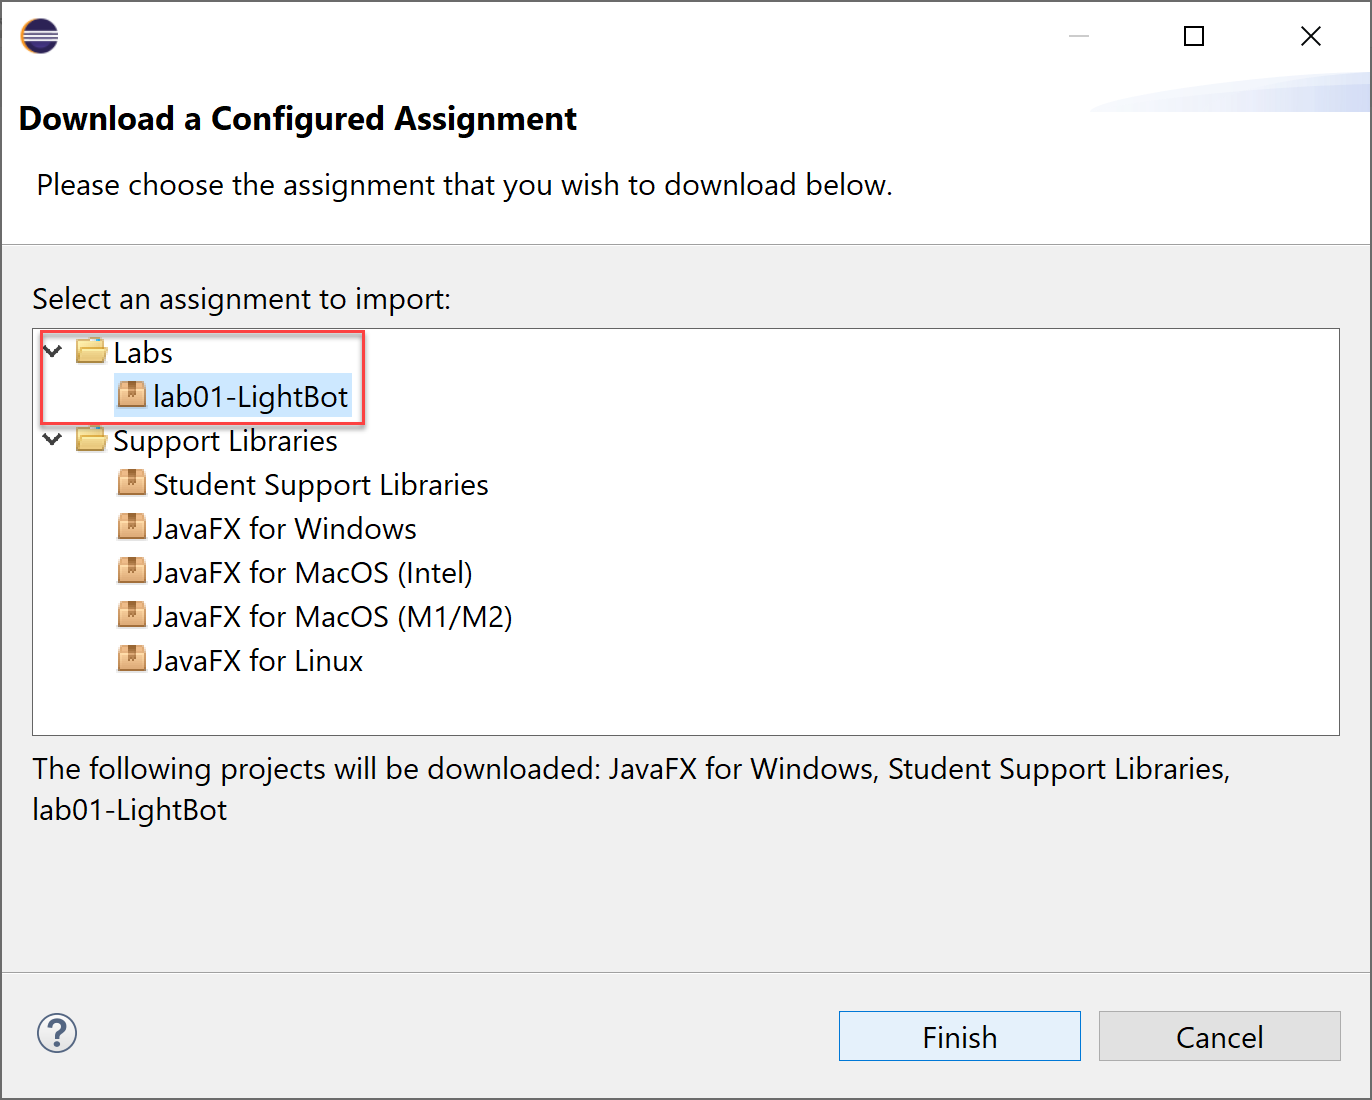 Download a Configured Assignment
Please choose the assignment that you wish to download below.
Select an assignment to import:
Labs
lab01-LightBot
Support Libraries
Student Support Libraries
JavaFX for Windows
JavaFX for MacOS (Intel)
JavaFX for MacOS (M1/M2)
JavaFX for Linux
The following projects will be downloaded: JavaFX for Windows, Student Support Libraries,
lab01-LightBot
?
Finish
Cancel